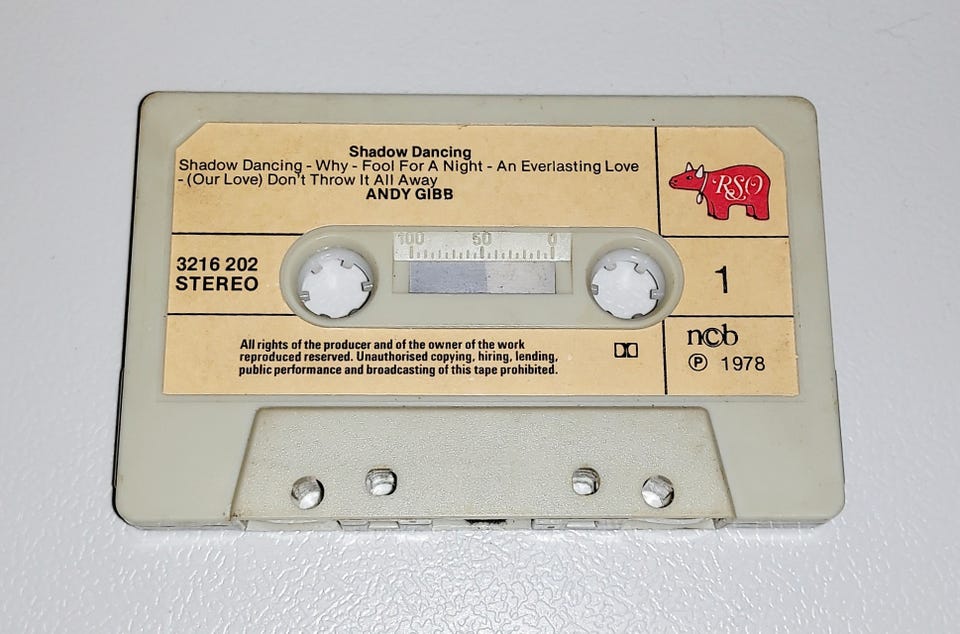 Shadow Dancing
Shadow Dancing - Why - Fool For A Night - An Everlasting Love
- (Our Love) Don't Throw It All Away
ANDY GIBB
RSO
3216 202
STEREO
100 50 0
1
All rights of the producer and of the owner of the work
reproduced reserved. Unauthorised copying, hiring, lending,
public performance and broadcasting of this tape prohibited.
ncb
℗ 1978